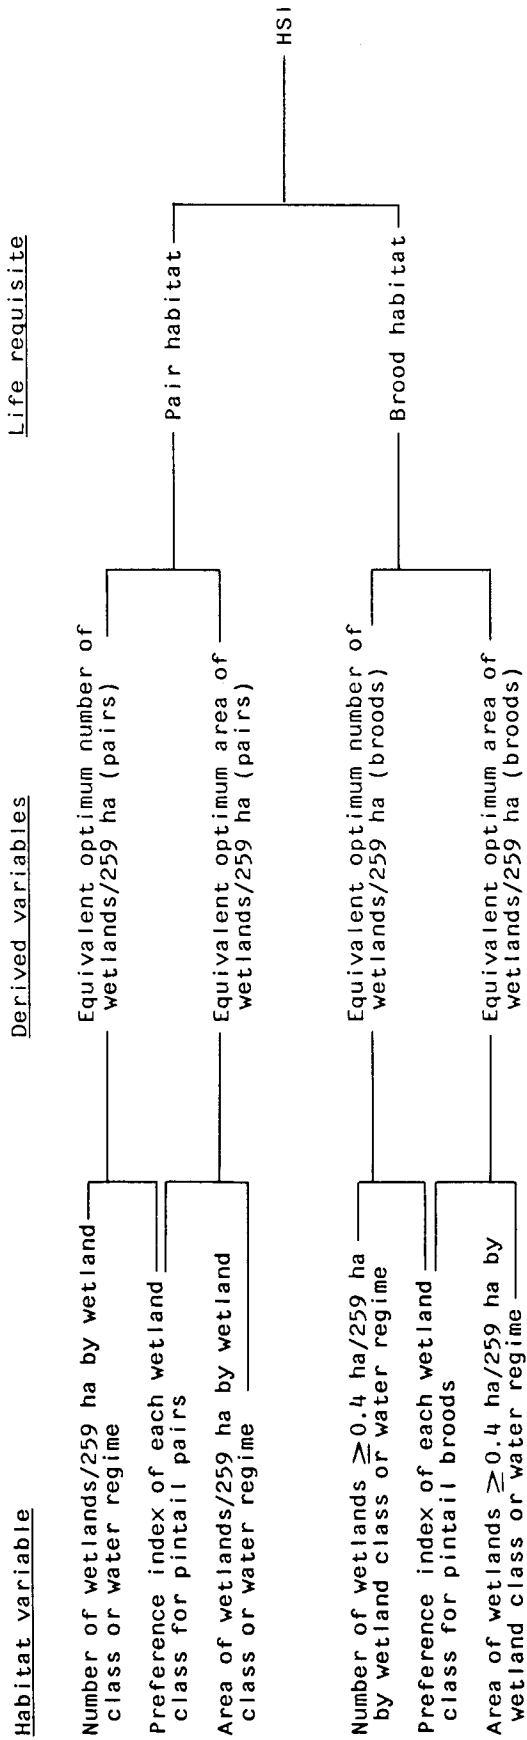 Habitat variable
Derived variables
Life requisite
Number of wetlands/259 ha by wetland
class or water regime
Preference index of each wetland
class for pintail pairs
Area of wetlands/259 ha by wetland
class or water regime
Equivalent optimum number of
wetlands/259 ha (pairs)
Equivalent optimum area of
wetlands/259 ha (pairs)
Pair habitat
Number of wetlands ≥0.4 ha/259 ha
by wetland class or water regime
Preference index of each wetland
class for pintail broods
Area of wetlands ≥0.4 ha/259 ha by
wetland class or water regime
Equivalent optimum number of
wetlands/259 ha (broods)
Equivalent optimum area of
wetlands/259 ha (broods)
Brood habitat
HSI